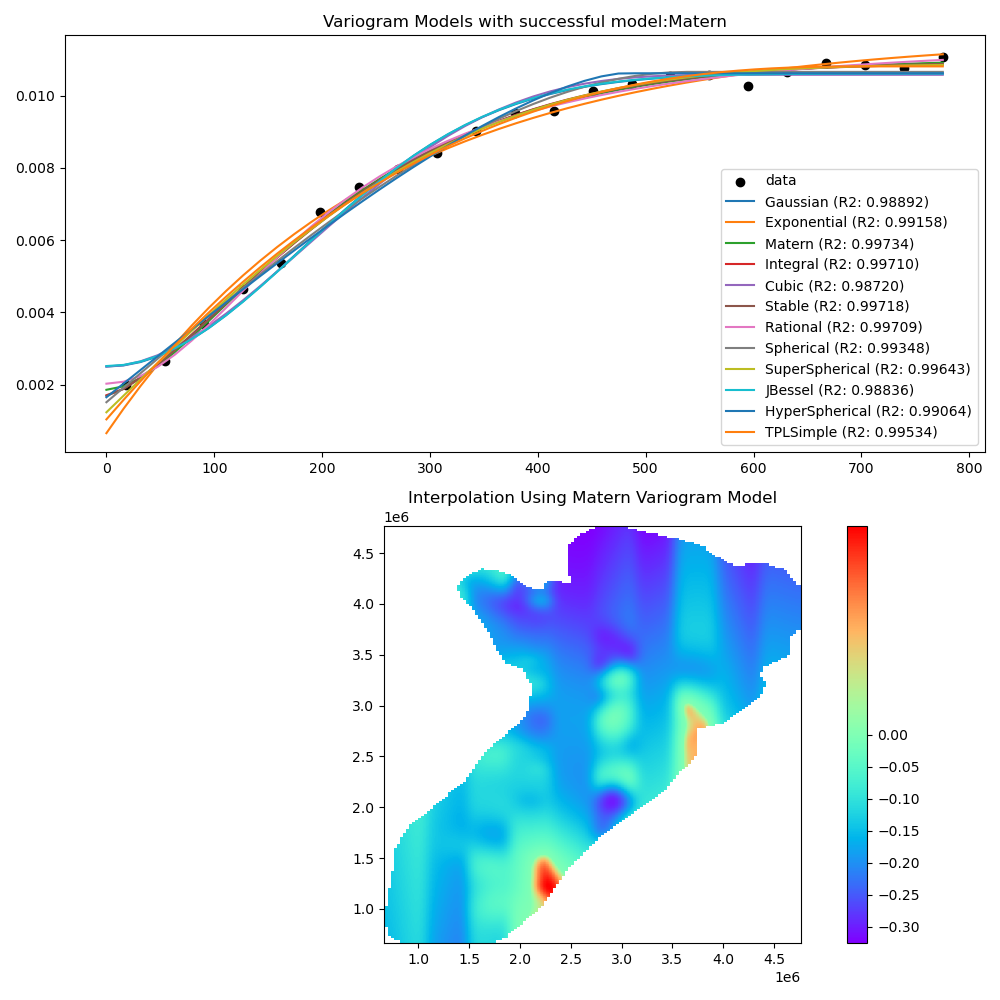 Variogram Models with successful model:Matern
0.010
0.008
0.006
0.004
0.002
data
Gaussian (R2: 0.98892)
Exponential (R2: 0.99158)
Matern (R2: 0.99734)
Integral (R2: 0.99710)
Cubic (R2: 0.98720)
Stable (R2: 0.99718)
Rational (R2: 0.99709)
Spherical (R2: 0.99348)
SuperSpherical (R2: 0.99643)
JBessel (R2: 0.98836)
HyperSpherical (R2: 0.99064)
TPLSimple (R2: 0.99534)
0 100 200 300 400 500 600 700 800
Interpolation Using Matern Variogram Model
1e6
4.5
4.0
3.5
3.0
2.5
2.0
1.5
1.0
1.0 1.5 2.0 2.5 3.0 3.5 4.0 4.5
1e6
0.00
−0.05
−0.10
−0.15
−0.20
−0.25
−0.30